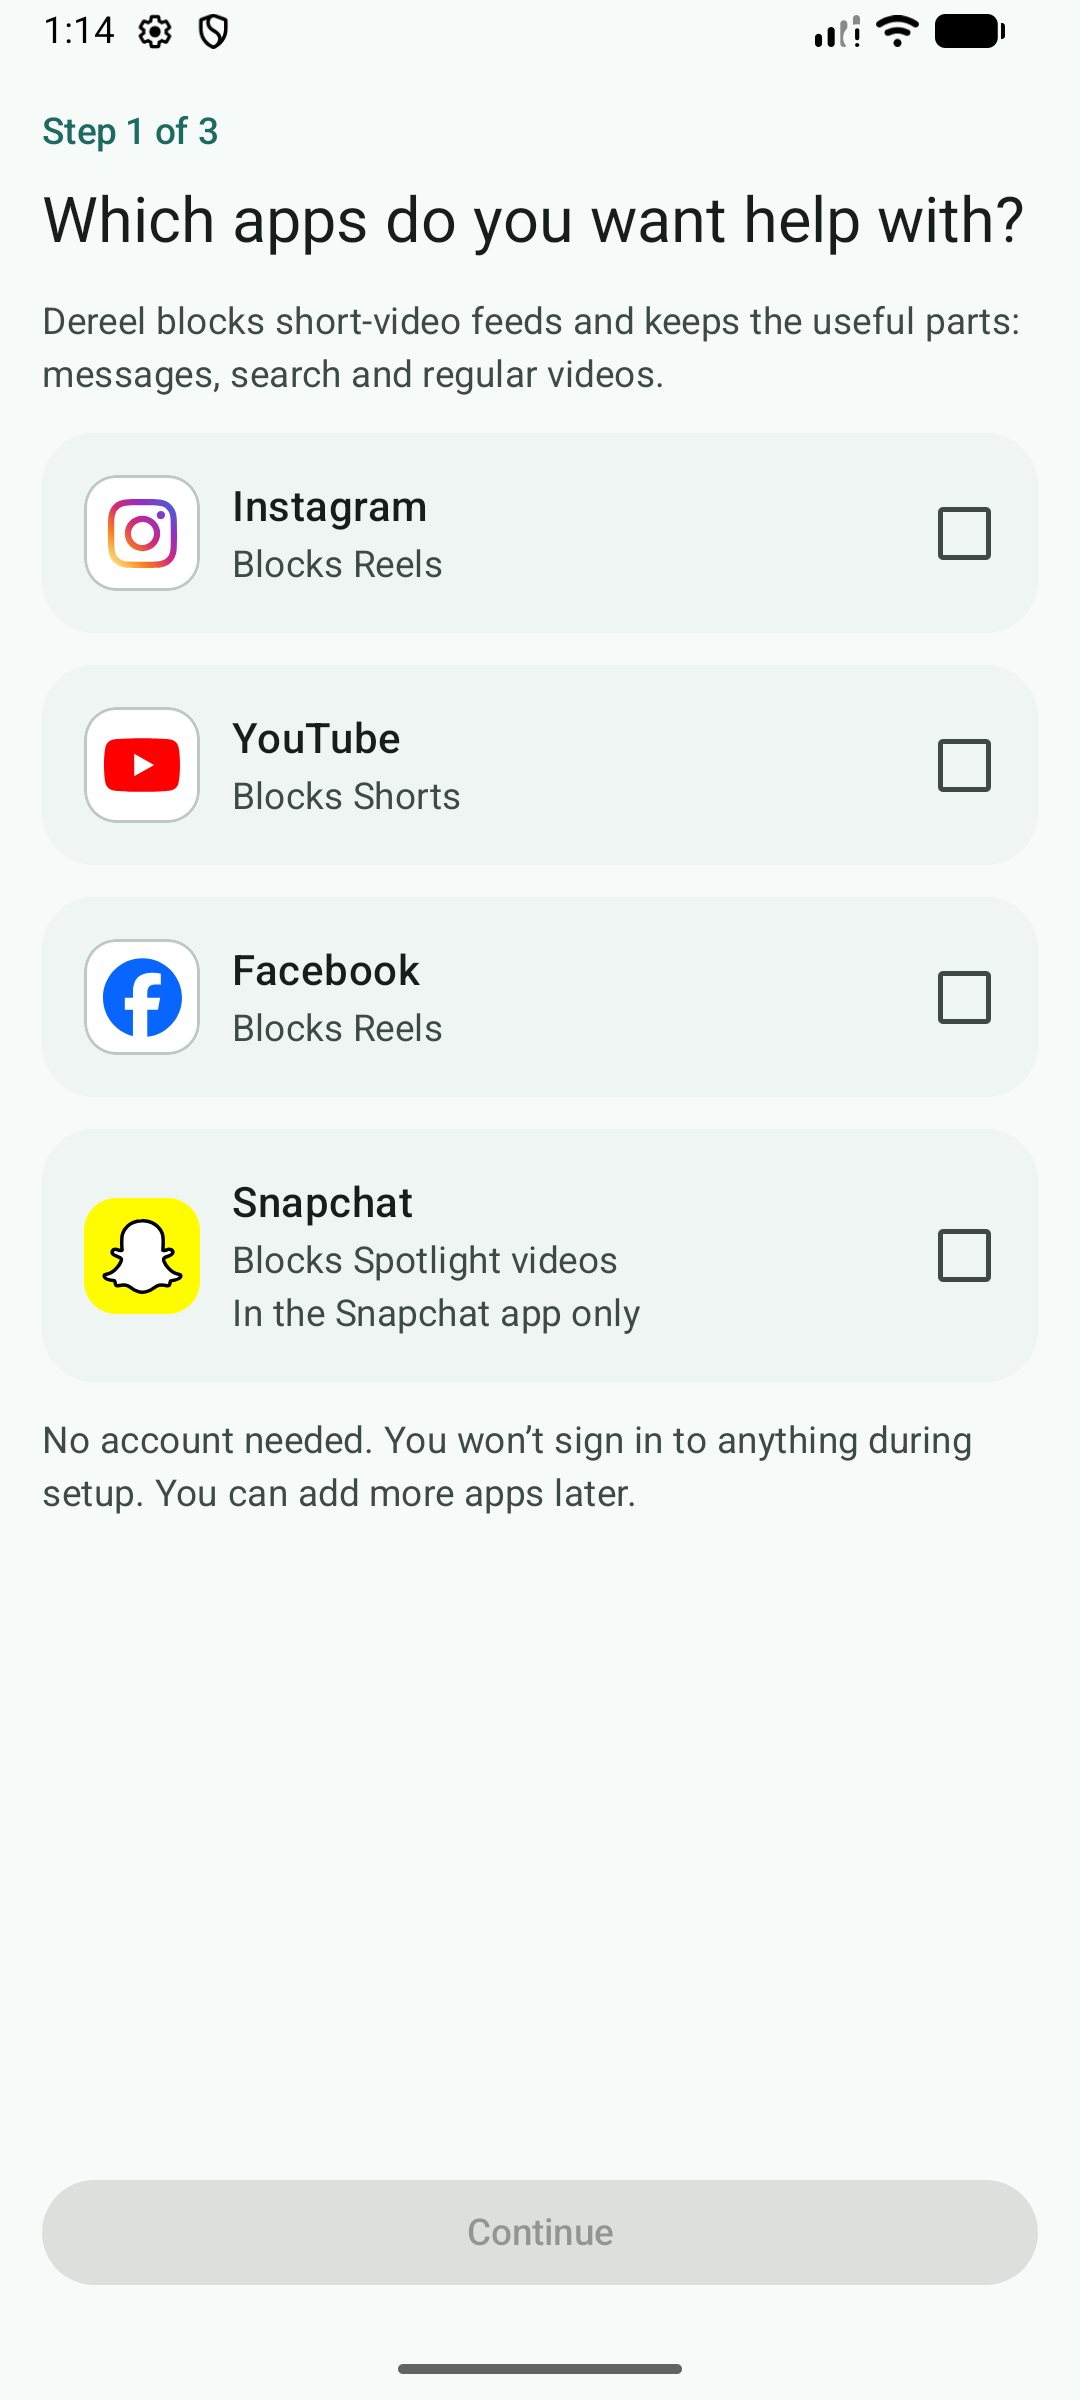 1:14
Step 1 of 3
Which apps do you want help with?
Dereel blocks short-video feeds and keeps the useful parts:
messages, search and regular videos.
Instagram
Blocks Reels
YouTube
Blocks Shorts
Facebook
Blocks Reels
Snapchat
Blocks Spotlight videos
In the Snapchat app only
No account needed. You won’t sign in to anything during
setup. You can add more apps later.
Continue